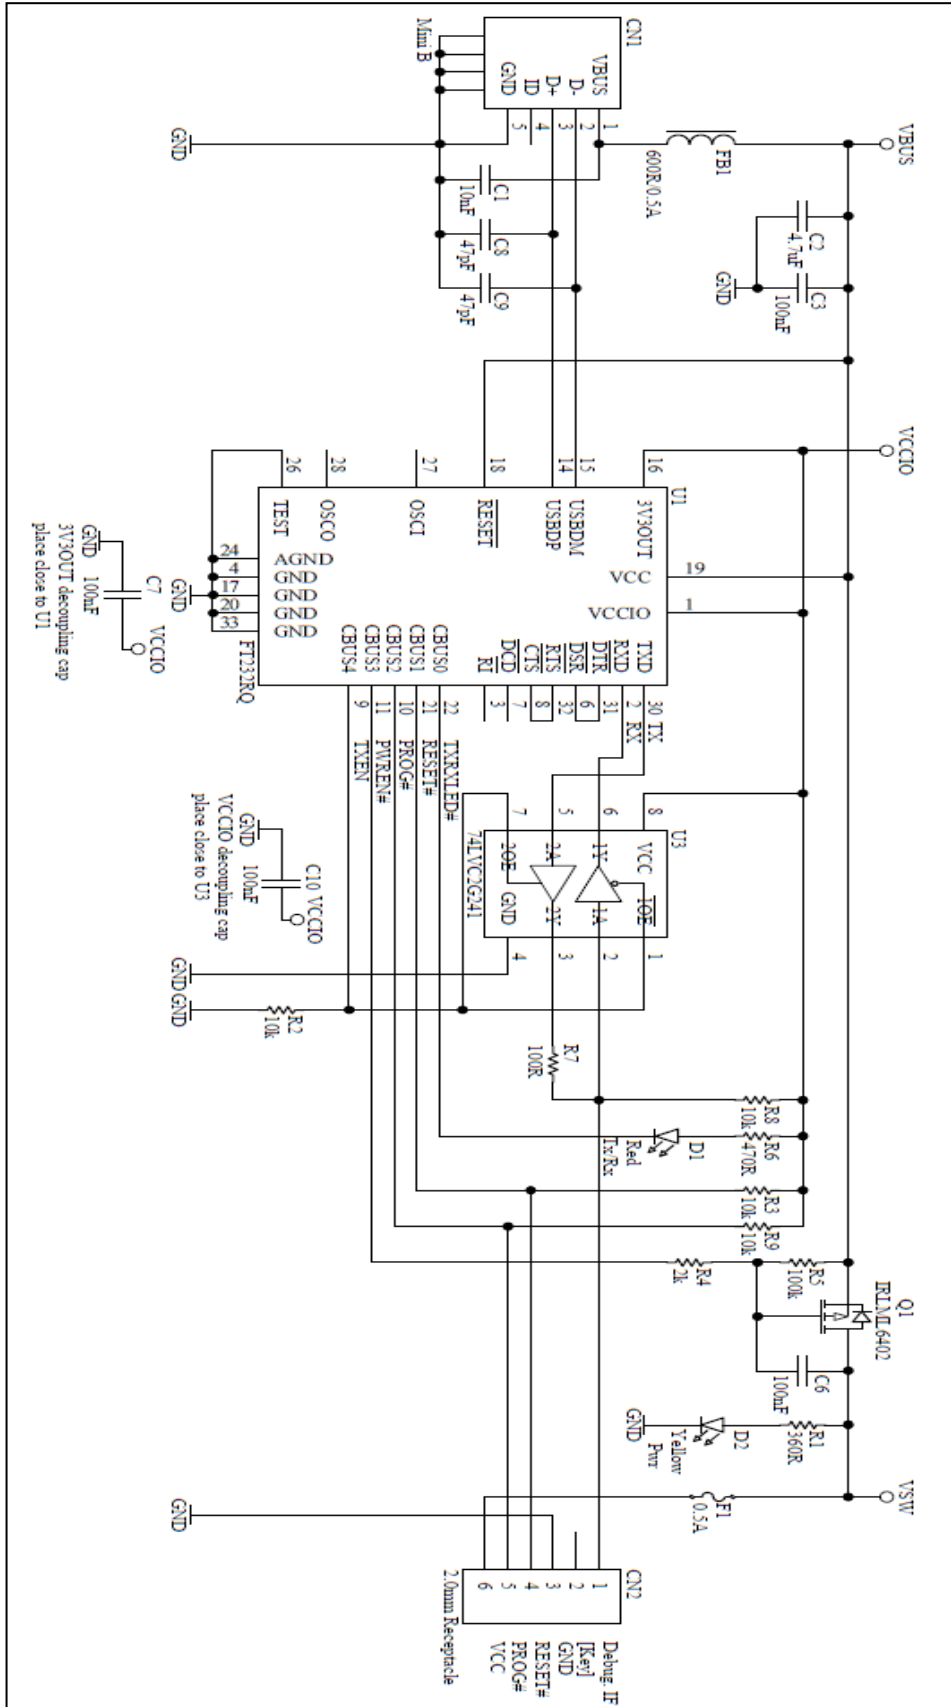 VBUS
FB1
600R/0.5A
C2
4.7uF
C3
100nF
GND
CN1
Mini B
VBUS
D-
D+
ID
GND
1
2
3
4
5
GND
C1
10nF
C8
47pF
C9
47pF
VCCIO
U1
FT232RQ
16
3V3OUT
15
USBDM
14
USBDP
18
RESET
27
OSCI
28
OSCO
26
TEST
24
AGND
4
GND
17
GND
20
GND
33
GND
GND
19
VCC
1
VCCIO
TXD
30
TX
RXD
2
RX
DTR
31
DSR
6
RTS
32
CTS
8
DCD
7
RI
3
CBUS0
22
TXRXLED#
CBUS1
21
RESET#
CBUS2
10
PROG#
CBUS3
11
PWREN#
CBUS4
9
TXEN
C7
VCCIO
GND
100nF
3V3OUT decoupling cap
place close to U1
C10
VCCIO
GND
100nF
VCCIO decoupling cap
place close to U3
U3
74LVC2G241
8
VCC
1OE
1
6
1Y
1A
2
5
2A
2Y
3
7
2OE
GND
4
GND
GND
R2
10k
R7
100R
R8
10k
R6
470R
D1
Red
Tx/Rx
R3
10k
R9
10k
R4
2k
R5
100k
Q1
IRLML6402
C6
100nF
R1
360R
D2
Yellow
Pwr
GND
VSW
F1
0.5A
GND
CN2
1
2
3
4
5
6
2.0mm Receptacle
Debug. IF
[Key]
GND
RESET#
PROG#
VCC